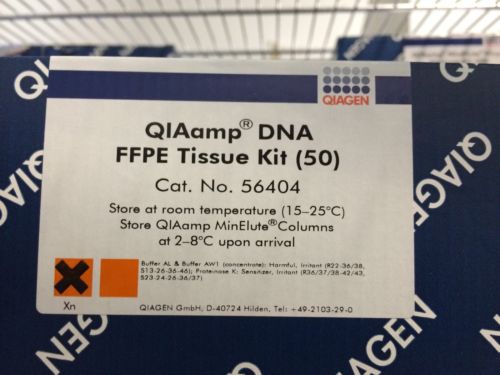 QIAGEN
QIAGEN
QIAamp® DNA
FFPE Tissue Kit (50)
Cat. No. 56404
Store at room temperature (15–25°C)
Store QIAamp MinElute® Columns
at 2–8°C upon arrival
Buffer AL & Buffer AW1 (concentrate): Harmful, Irritant (R22-36/38,
S13-26-36-46); Proteinase K: Sensitizer, Irritant (R36/37/38-42/43,
S23-24-26-36/37)
Xn
QIAGEN GmbH, D-40724 Hilden, Tel: +49-2103-29-0
QIAGEN
QIAGEN
QIAGEN